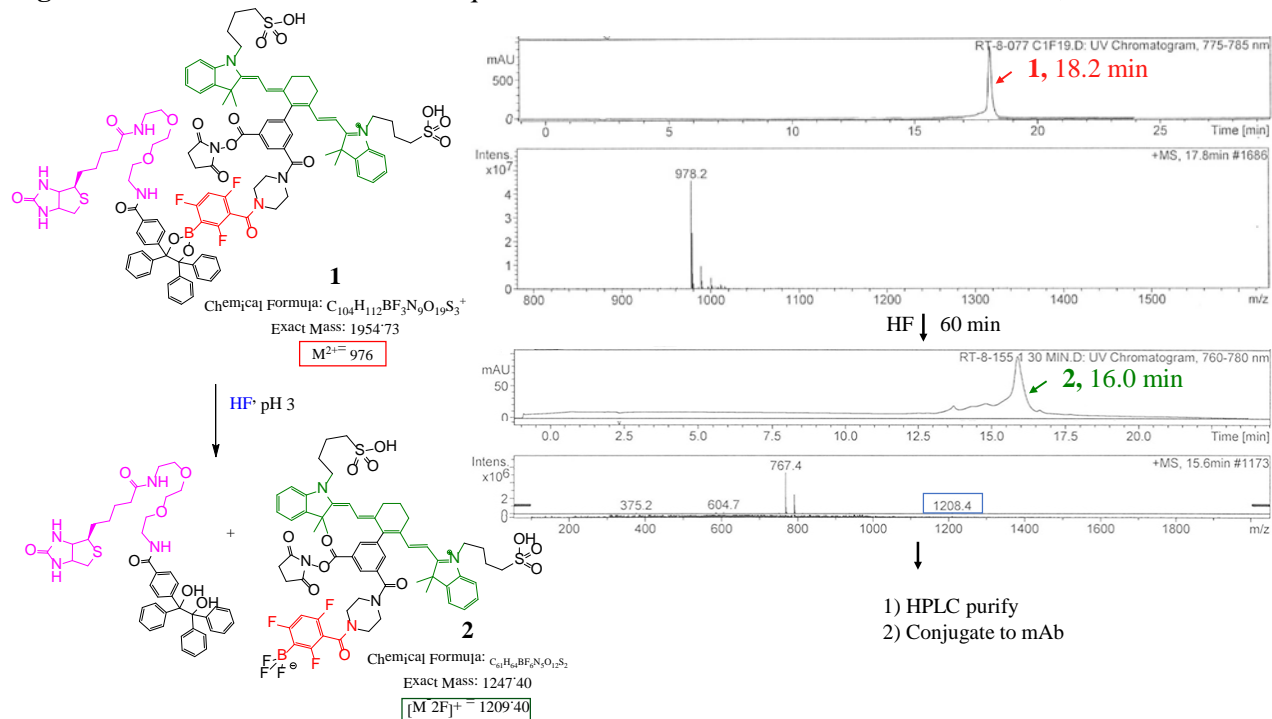 RT-8-077 C1F19.D: UV Chromatogram, 775-785 nm
mAU
500
0
1, 18.2 min
0 5 10 15 20 25 Time [min]
Intens.
x10⁷
+MS, 17.8min #1686
978.2
4
3
2
1
0
800 900 1000 1100 1200 1300 1400 1500 m/z
1
Chemical Formula: C₁₀₄H₁₁₂BF₃N₉O₁₉S₃⁺
Exact Mass: 1954.73
M²⁺= 976
HF, pH 3
HF 60 min
RT-8-155 1 30 MIN.D: UV Chromatogram, 760-780 nm
mAU
50
0
2, 16.0 min
0.0 2.5 5.0 7.5 10.0 12.5 15.0 17.5 20.0 Time [min]
Intens.
x10⁶
+MS, 15.6min #1173
767.4
2
0
375.2 604.7 1208.4
200 400 600 800 1000 1200 1400 1600 1800 m/z
+
2
Chemical Formula: C₆₁H₆₄BF₆N₅O₁₂S₂
Exact Mass: 1247.40
[M-2F]+ = 1209.40
1) HPLC purify
2) Conjugate to mAb